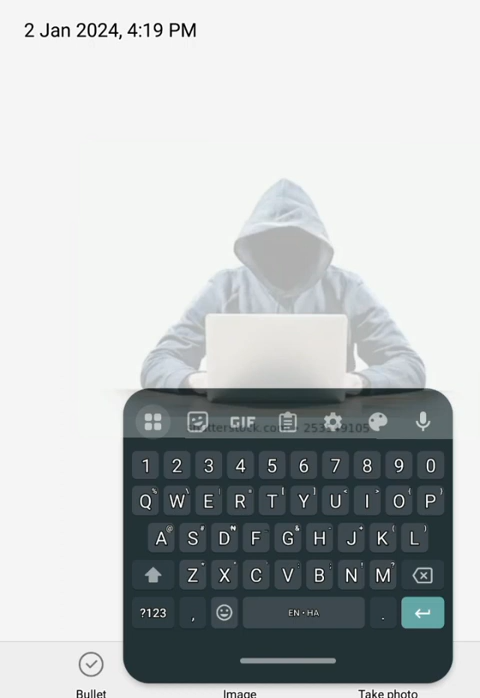 2 Jan 2024, 4:19 PM
GIF
1 2 3 4 5 6 7 8 9 0
Q W E R T Y U I O P
A S D F G H J K L
Z X C V B N M
?123 , EN • HA .
Bullet Image Take photo